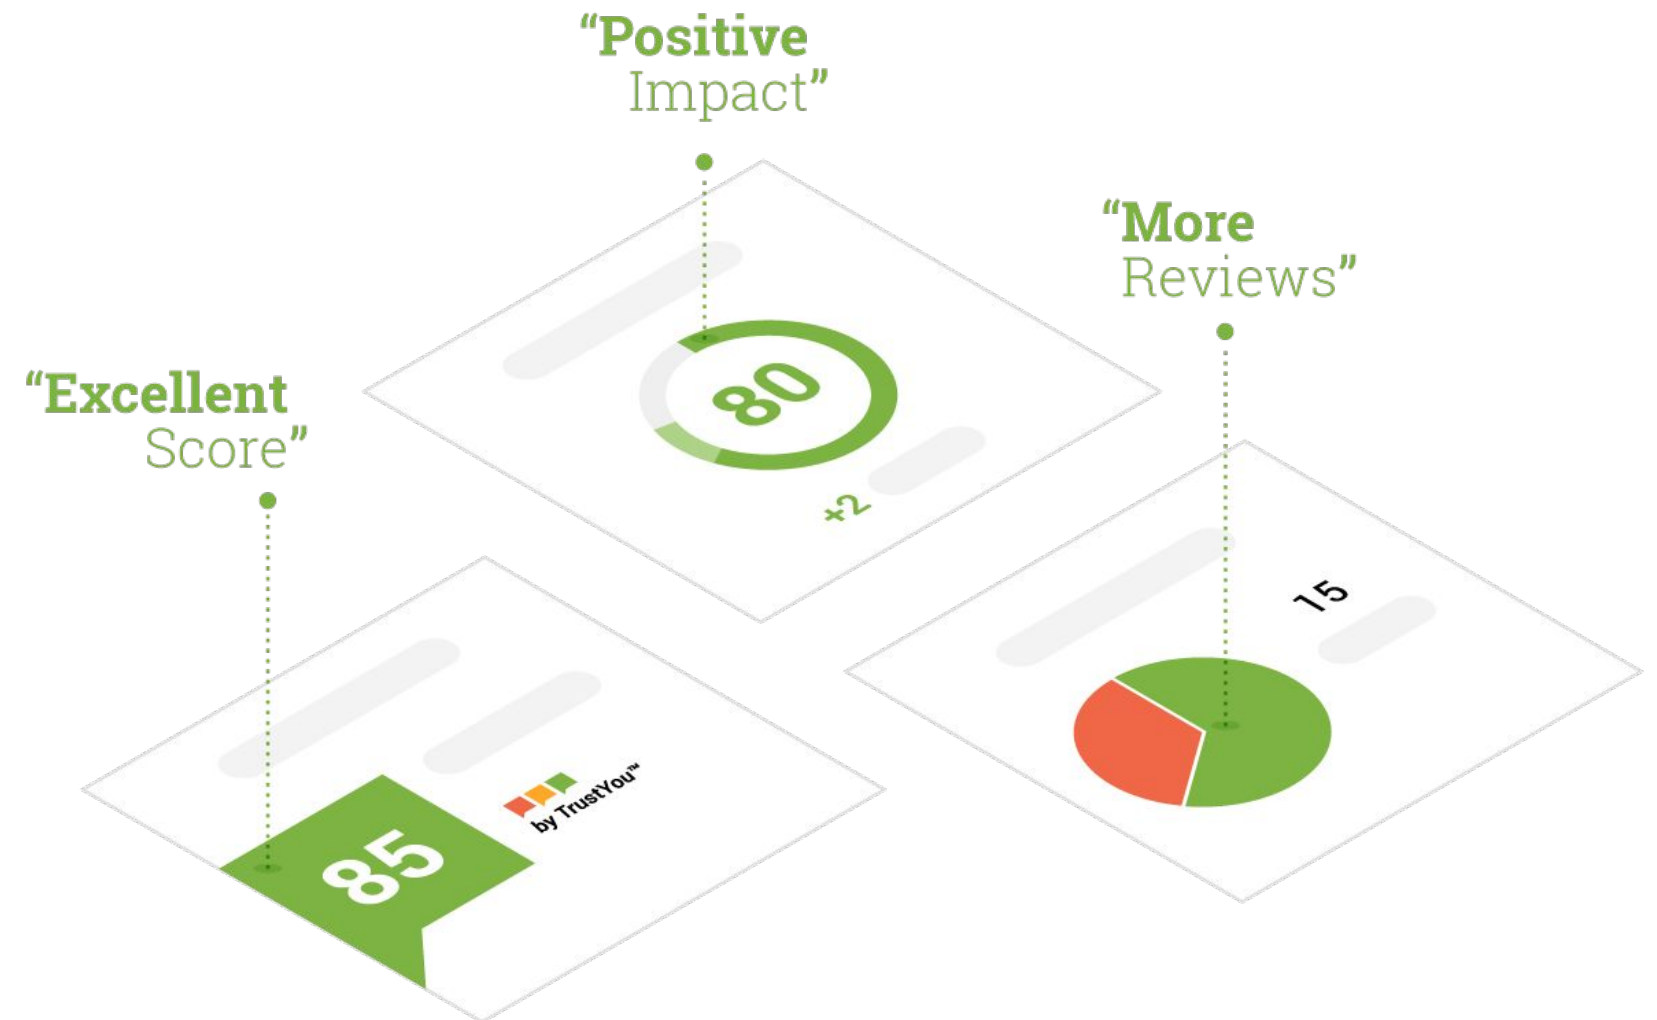 “Positive
Impact”
“More
Reviews”
“Excellent
Score”
80
+2
15
85
by TrustYou™